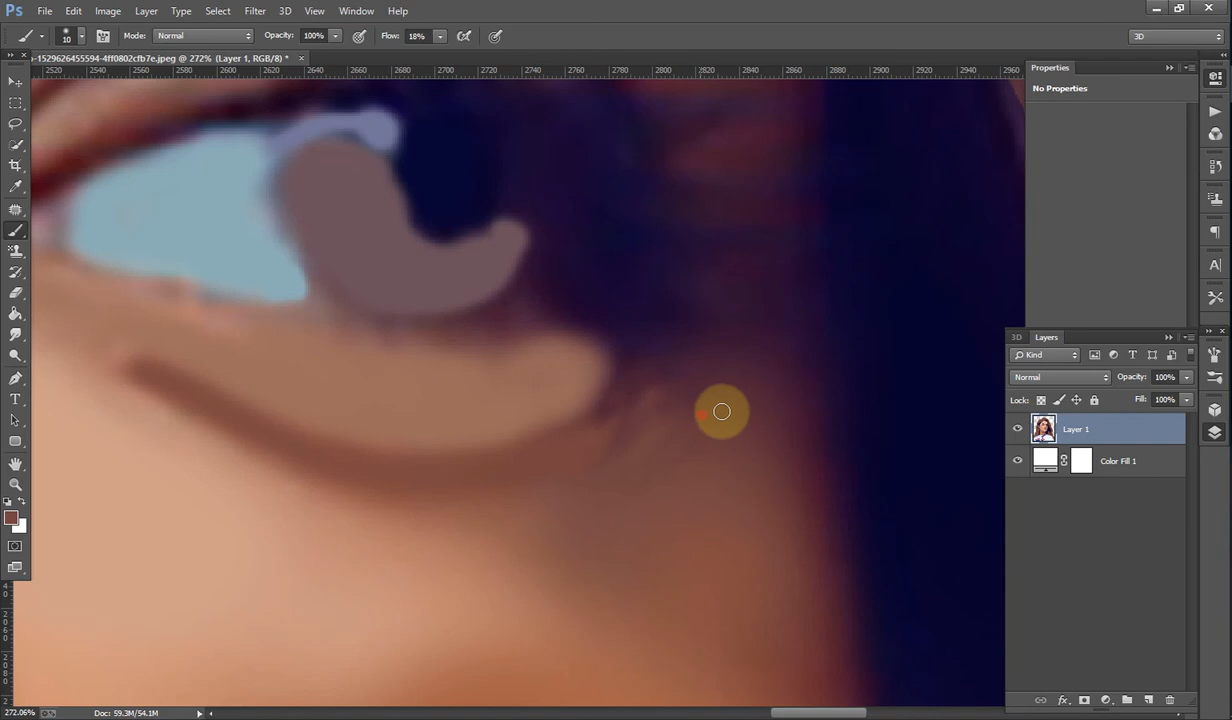 Ps File Edit Image Layer Type Select Filter 3D View Window Help
10 Mode: Normal Opacity: 100% Flow: 18% 3D
-1529626455594-4ff0802cfb7e.jpeg @ 272% (Layer 1, RGB/8) * ×
2520 2540 2560 2580 2600 2620 2640 2660 2680 2700 2720 2740 2760 2780 2800 2820 2840 2860 2880 2900 2920 2940 2960
Properties
No Properties
3D Layers
Kind
Normal Opacity: 100%
Lock: Fill: 100%
Layer 1
Color Fill 1
272.06% Doc: 59.3M/54.1M